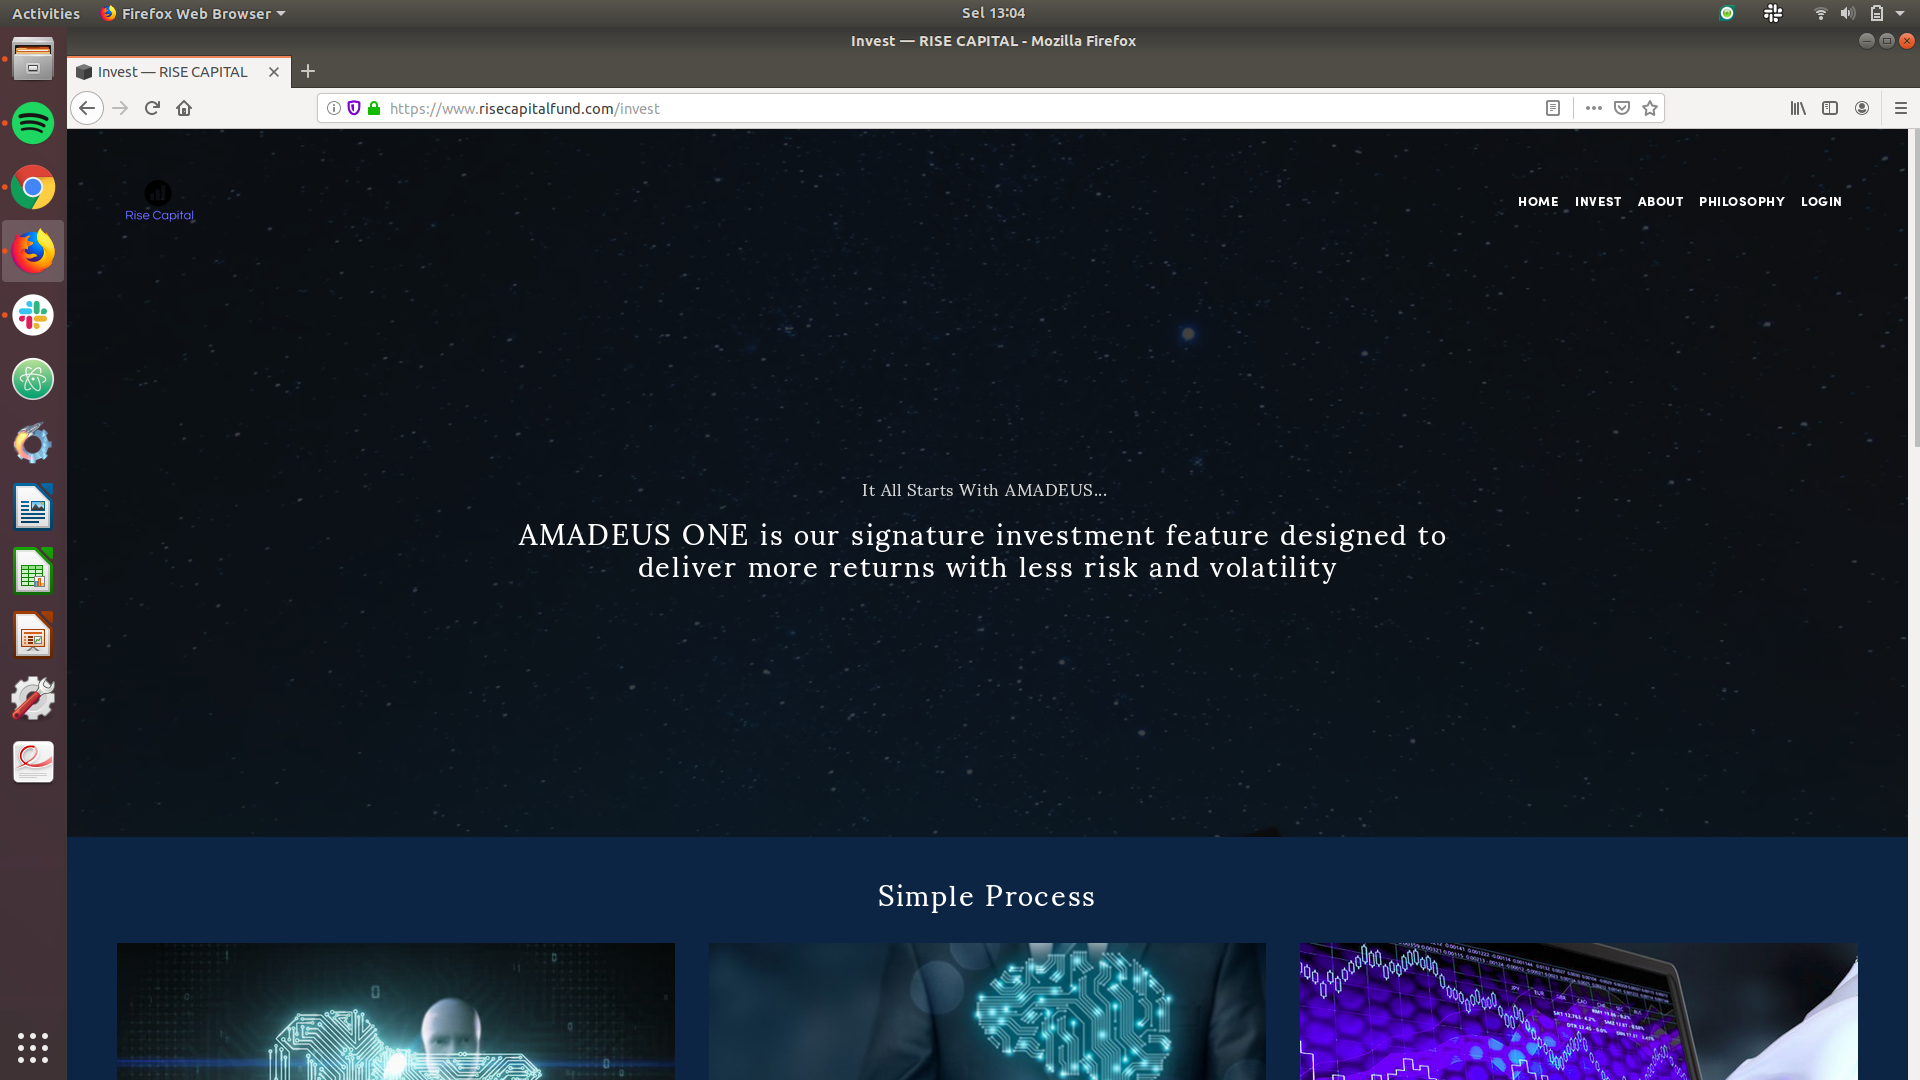 Activities
Firefox Web Browser
Sel 13:04
Invest — RISE CAPITAL - Mozilla Firefox
Invest — RISE CAPITAL
https://www.risecapitalfund.com/invest
Rise Capital
HOME INVEST ABOUT PHILOSOPHY LOGIN
It All Starts With AMADEUS...
AMADEUS ONE is our signature investment feature designed to
deliver more returns with less risk and volatility
Simple Process